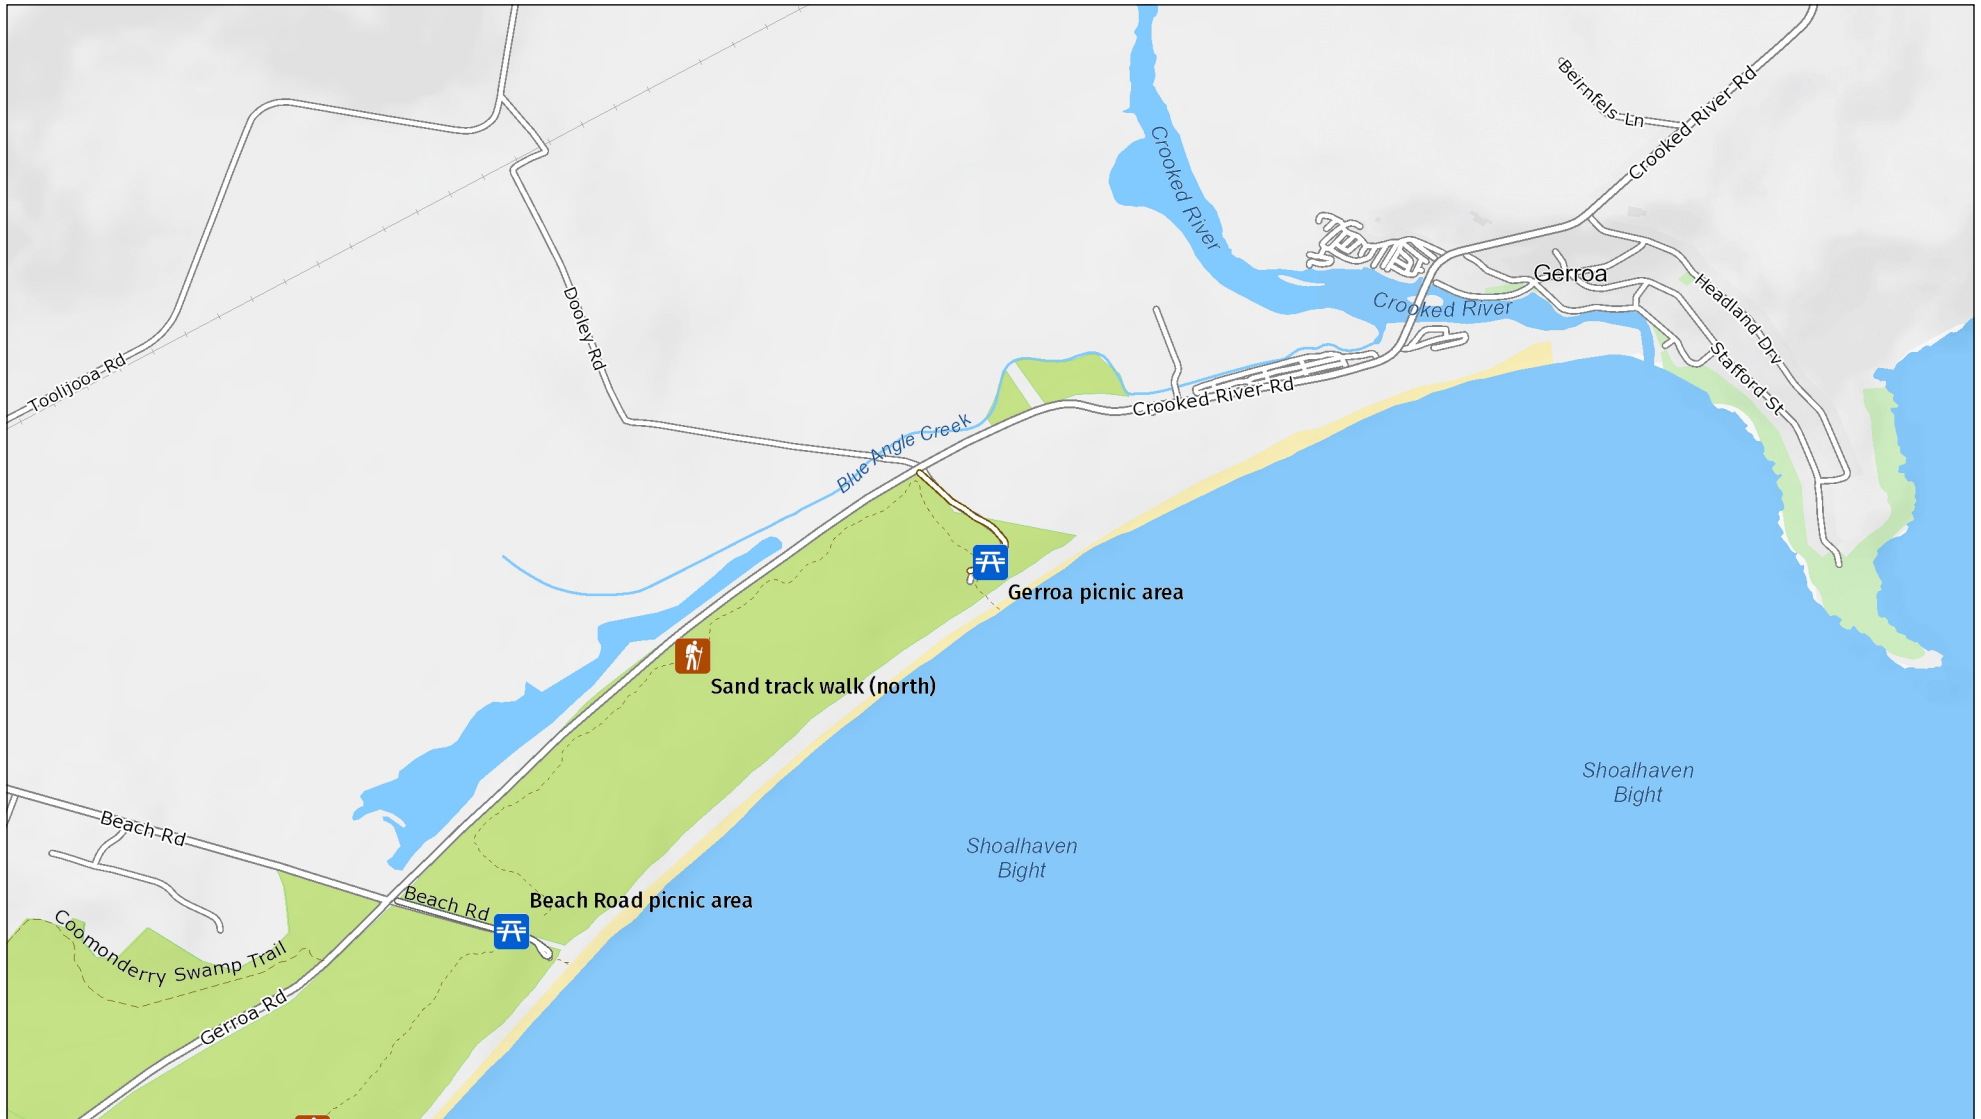 Beirnfels Ln
Crooked River Rd
Crooked River
Gerroa
Headland Drv
Crooked River
Dooley Rd
Stafford St
Toolijooa Rd
Crooked River Rd
Blue Angle Creek
Gerroa picnic area
Sand track walk (north)
Shoalhaven
Bight
Beach Rd
Shoalhaven
Bight
Beach Rd
Beach Road picnic area
Coomonderry Swamp Trail
Gerroa Rd